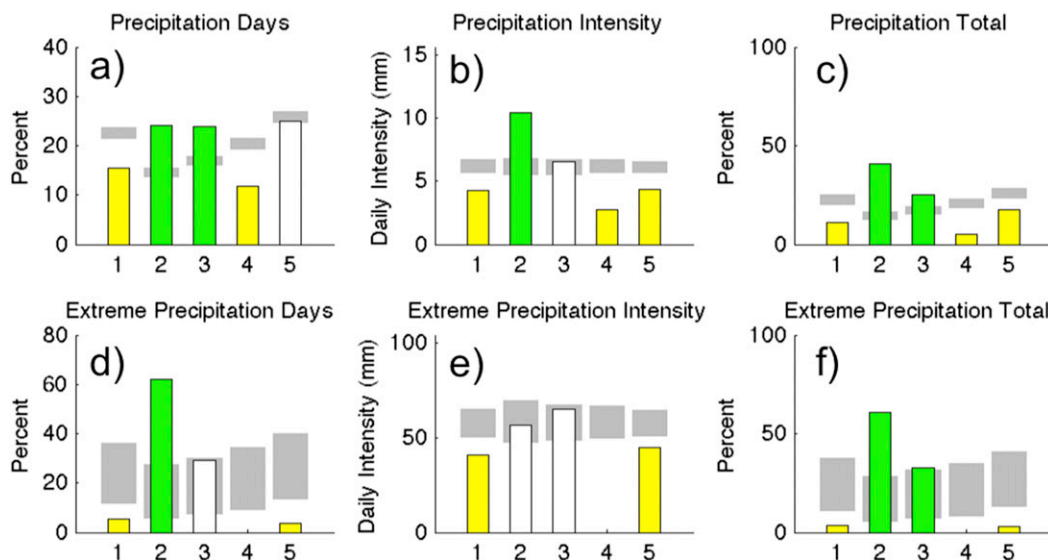 Precipitation Days
Precipitation Intensity
Precipitation Total
a)
b)
c)
Percent
40
30
20
10
0
1 2 3 4 5
Daily Intensity (mm)
15
10
5
0
1 2 3 4 5
Percent
100
50
0
1 2 3 4 5
Extreme Precipitation Days
Extreme Precipitation Intensity
Extreme Precipitation Total
d)
e)
f)
Percent
80
60
40
20
0
1 2 3 4 5
Daily Intensity (mm)
100
50
0
1 2 3 4 5
Percent
100
50
0
1 2 3 4 5